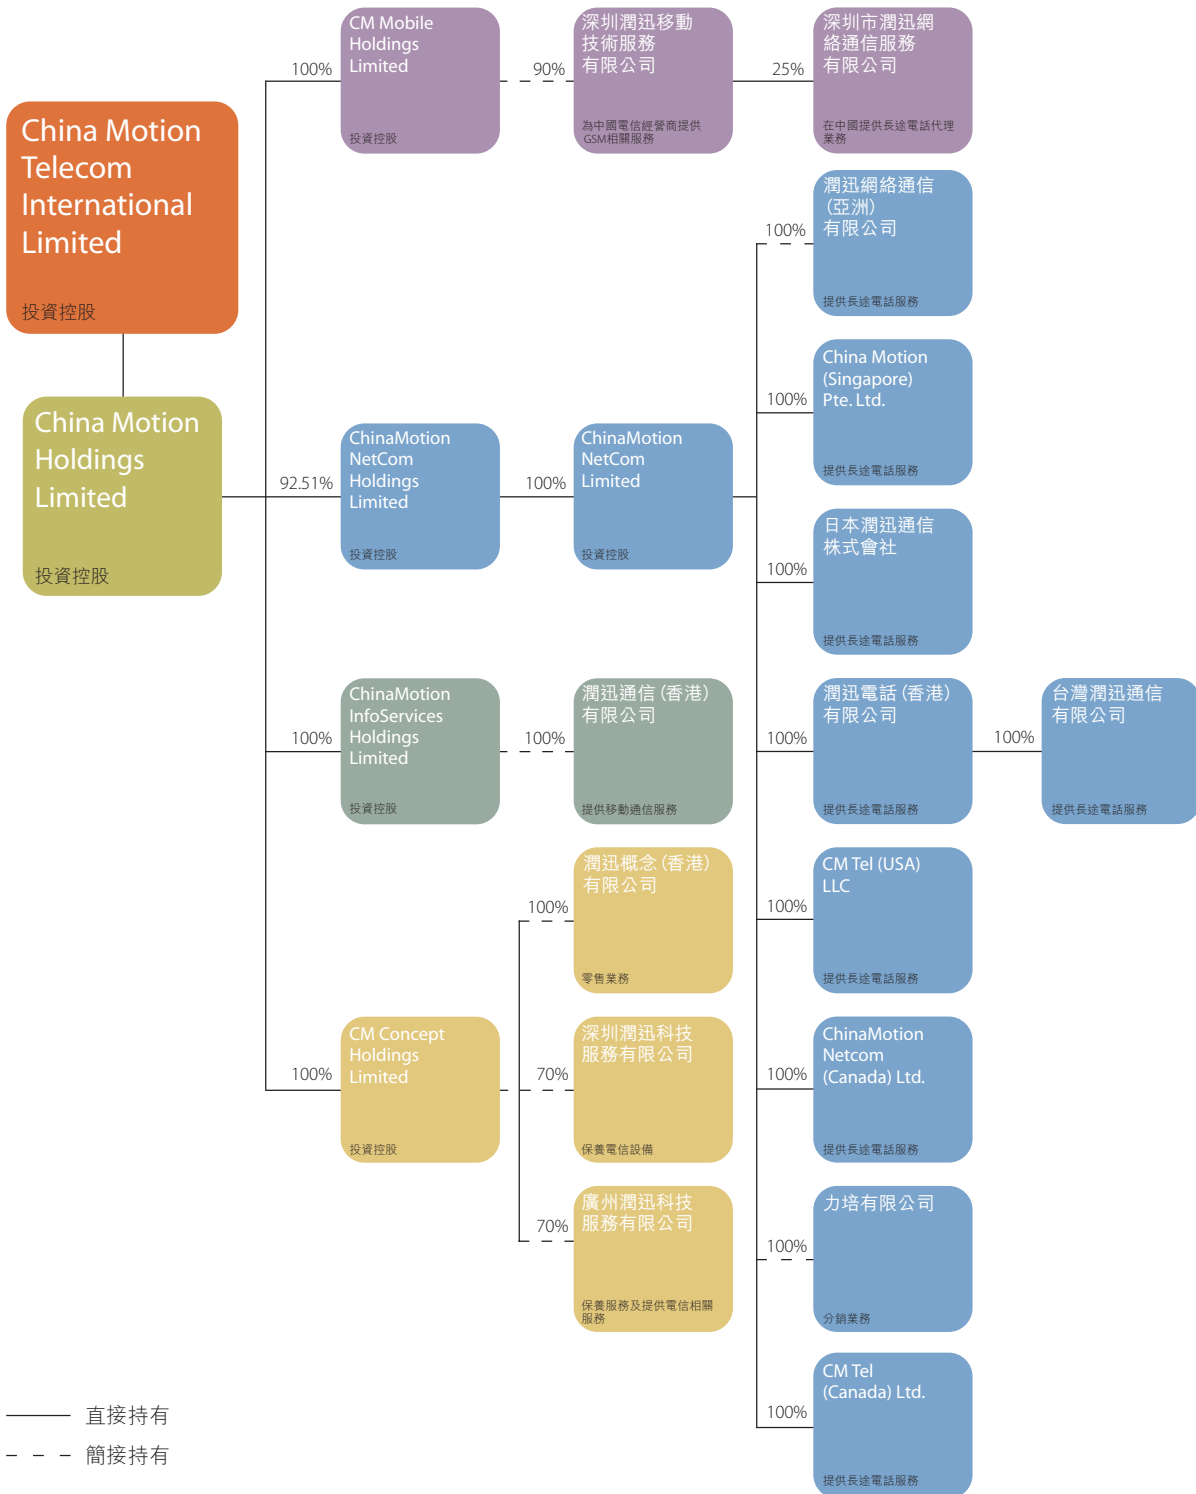 China Motion
Telecom
International
Limited
投資控股
China Motion
Holdings
Limited
投資控股
100%
CM Mobile
Holdings
Limited
投資控股
90%
深圳潤迅移動
技術服務
有限公司
為中國電信經營商提供
GSM相關服務
25%
深圳市潤迅網
絡通信服務
有限公司
在中國提供長途電話代理
業務
92.51%
ChinaMotion
NetCom
Holdings
Limited
投資控股
100%
ChinaMotion
NetCom
Limited
投資控股
100%
潤迅網絡通信
(亞洲)
有限公司
提供長途電話服務
100%
China Motion
(Singapore)
Pte. Ltd.
提供長途電話服務
100%
日本潤迅通信
株式會社
提供長途電話服務
100%
潤迅電話(香港)
有限公司
提供長途電話服務
100%
台灣潤迅通信
有限公司
提供長途電話服務
100%
CM Tel (USA)
LLC
提供長途電話服務
100%
ChinaMotion
Netcom
(Canada) Ltd.
提供長途電話服務
100%
力培有限公司
分銷業務
100%
CM Tel
(Canada) Ltd.
提供長途電話服務
100%
ChinaMotion
InfoServices
Holdings
Limited
投資控股
100%
潤迅通信(香港)
有限公司
提供移動通信服務
100%
CM Concept
Holdings
Limited
投資控股
100%
潤迅概念(香港)
有限公司
零售業務
70%
深圳潤迅科技
服務有限公司
保養電信設備
70%
廣州潤迅科技
服務有限公司
保養服務及提供電信相關
服務
直接持有
簡接持有